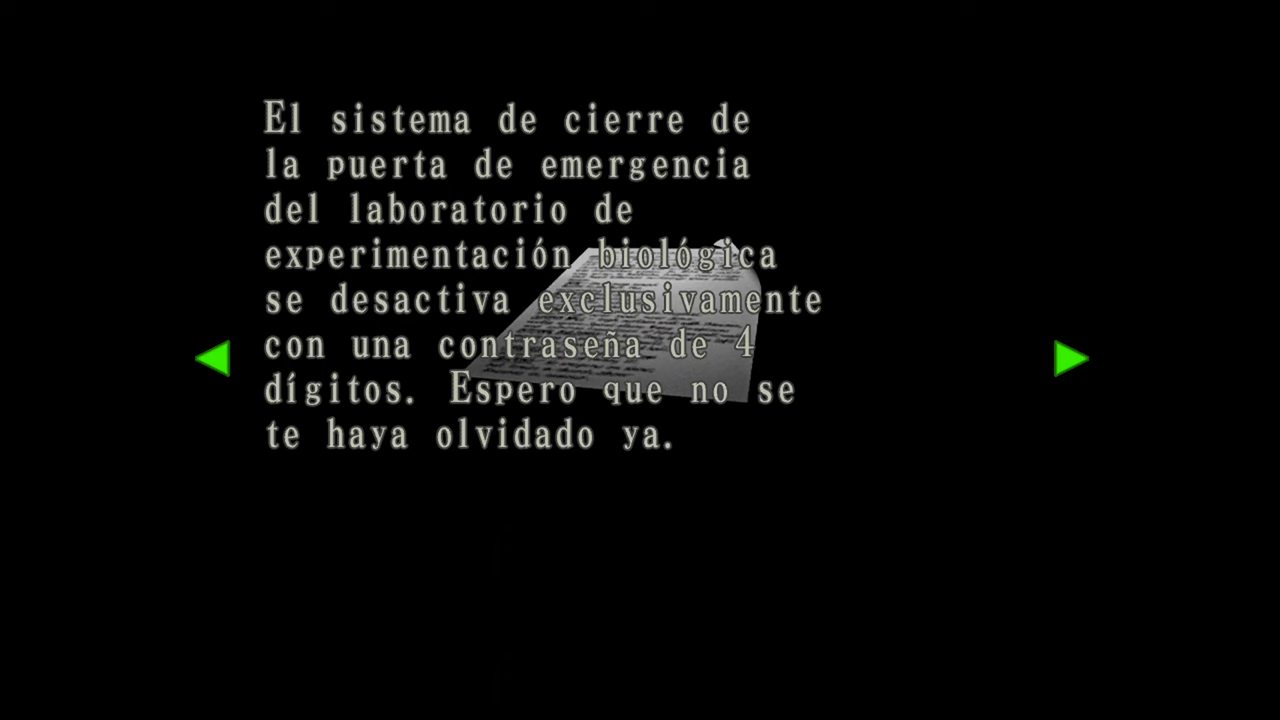 El sistema de cierre de
la puerta de emergencia
del laboratorio de
experimentación biológica
se desactiva exclusivamente
con una contraseña de 4
dígitos. Espero que no se
te haya olvidado ya.